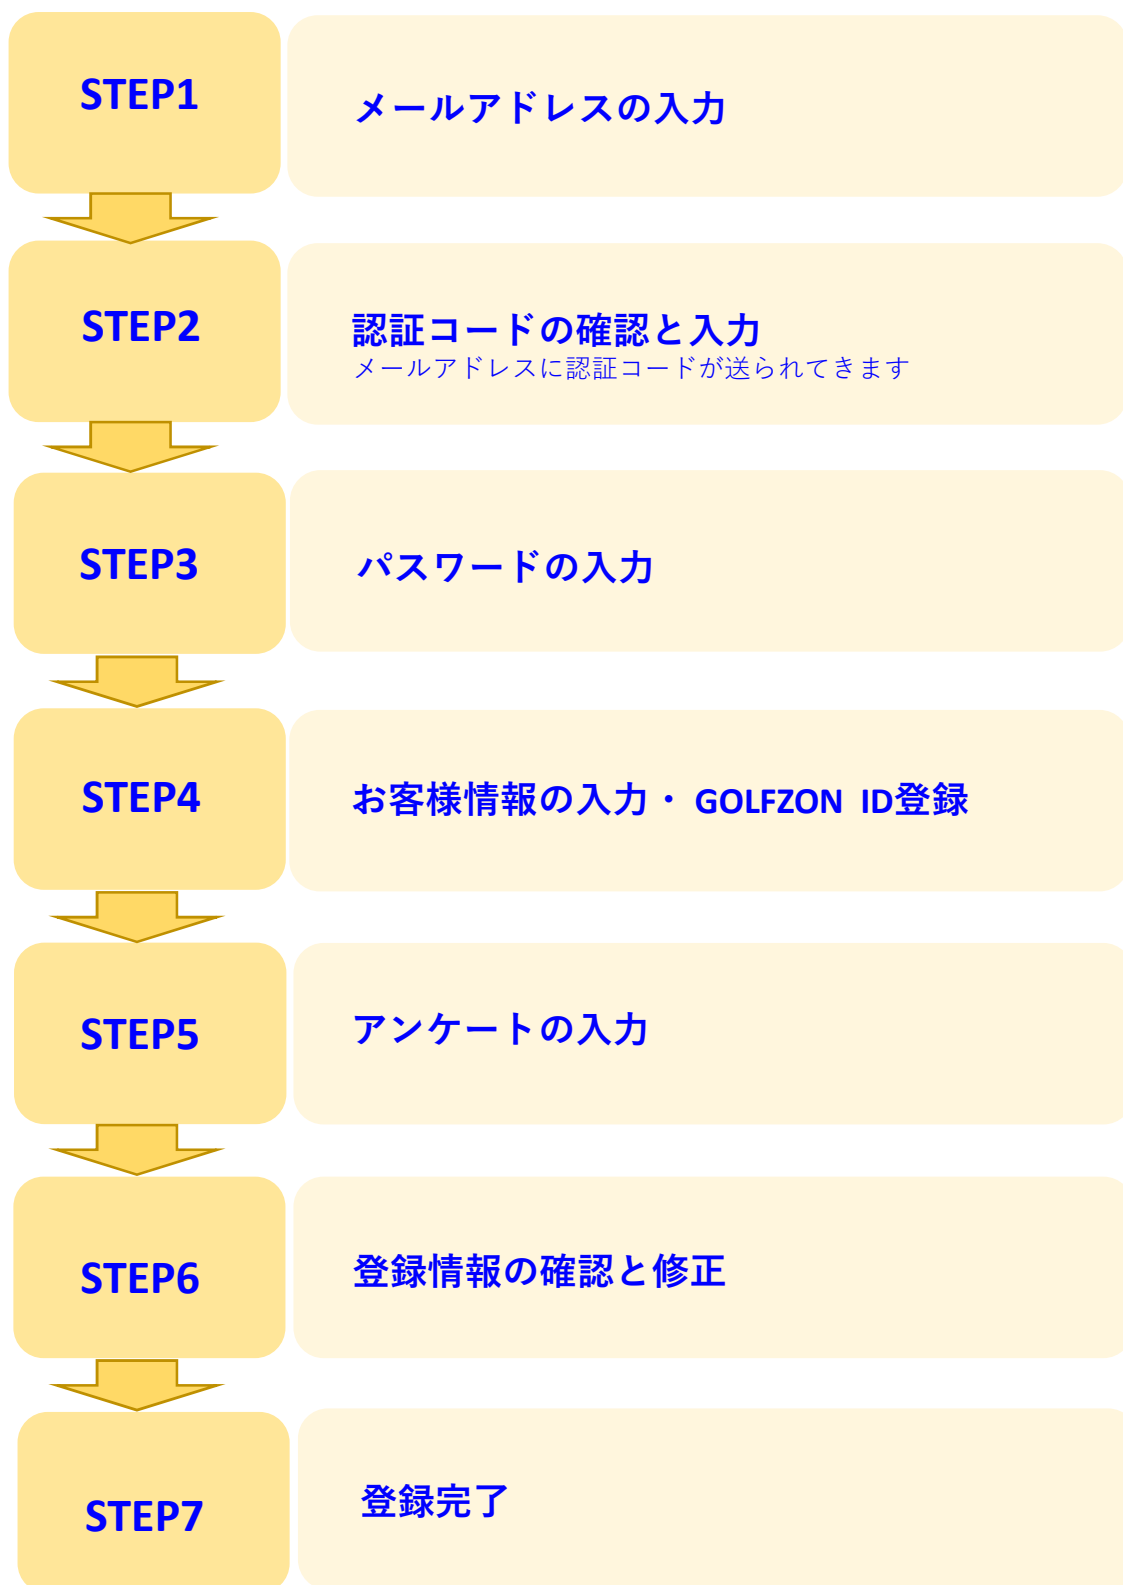 STEP1
メールアドレスの入力
STEP2
認証コードの確認と入力
メールアドレスに認証コードが送られてきます
STEP3
パスワードの入力
STEP4
お客様情報の入力・ GOLFZON ID登録
STEP5
アンケートの入力
STEP6
登録情報の確認と修正
STEP7
登録完了